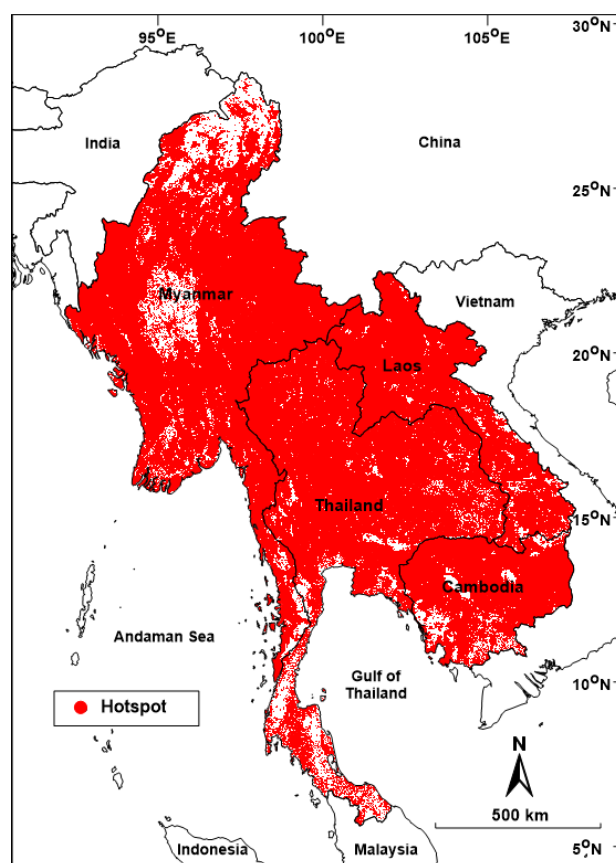 95°E
100°E
105°E
30°N
India
China
25°N
Myanmar
Vietnam
20°N
Laos
Thailand
15°N
Cambodia
Andaman Sea
Gulf of
Thailand
10°N
Hotspot
N
500 km
Indonesia
Malaysia
5°N